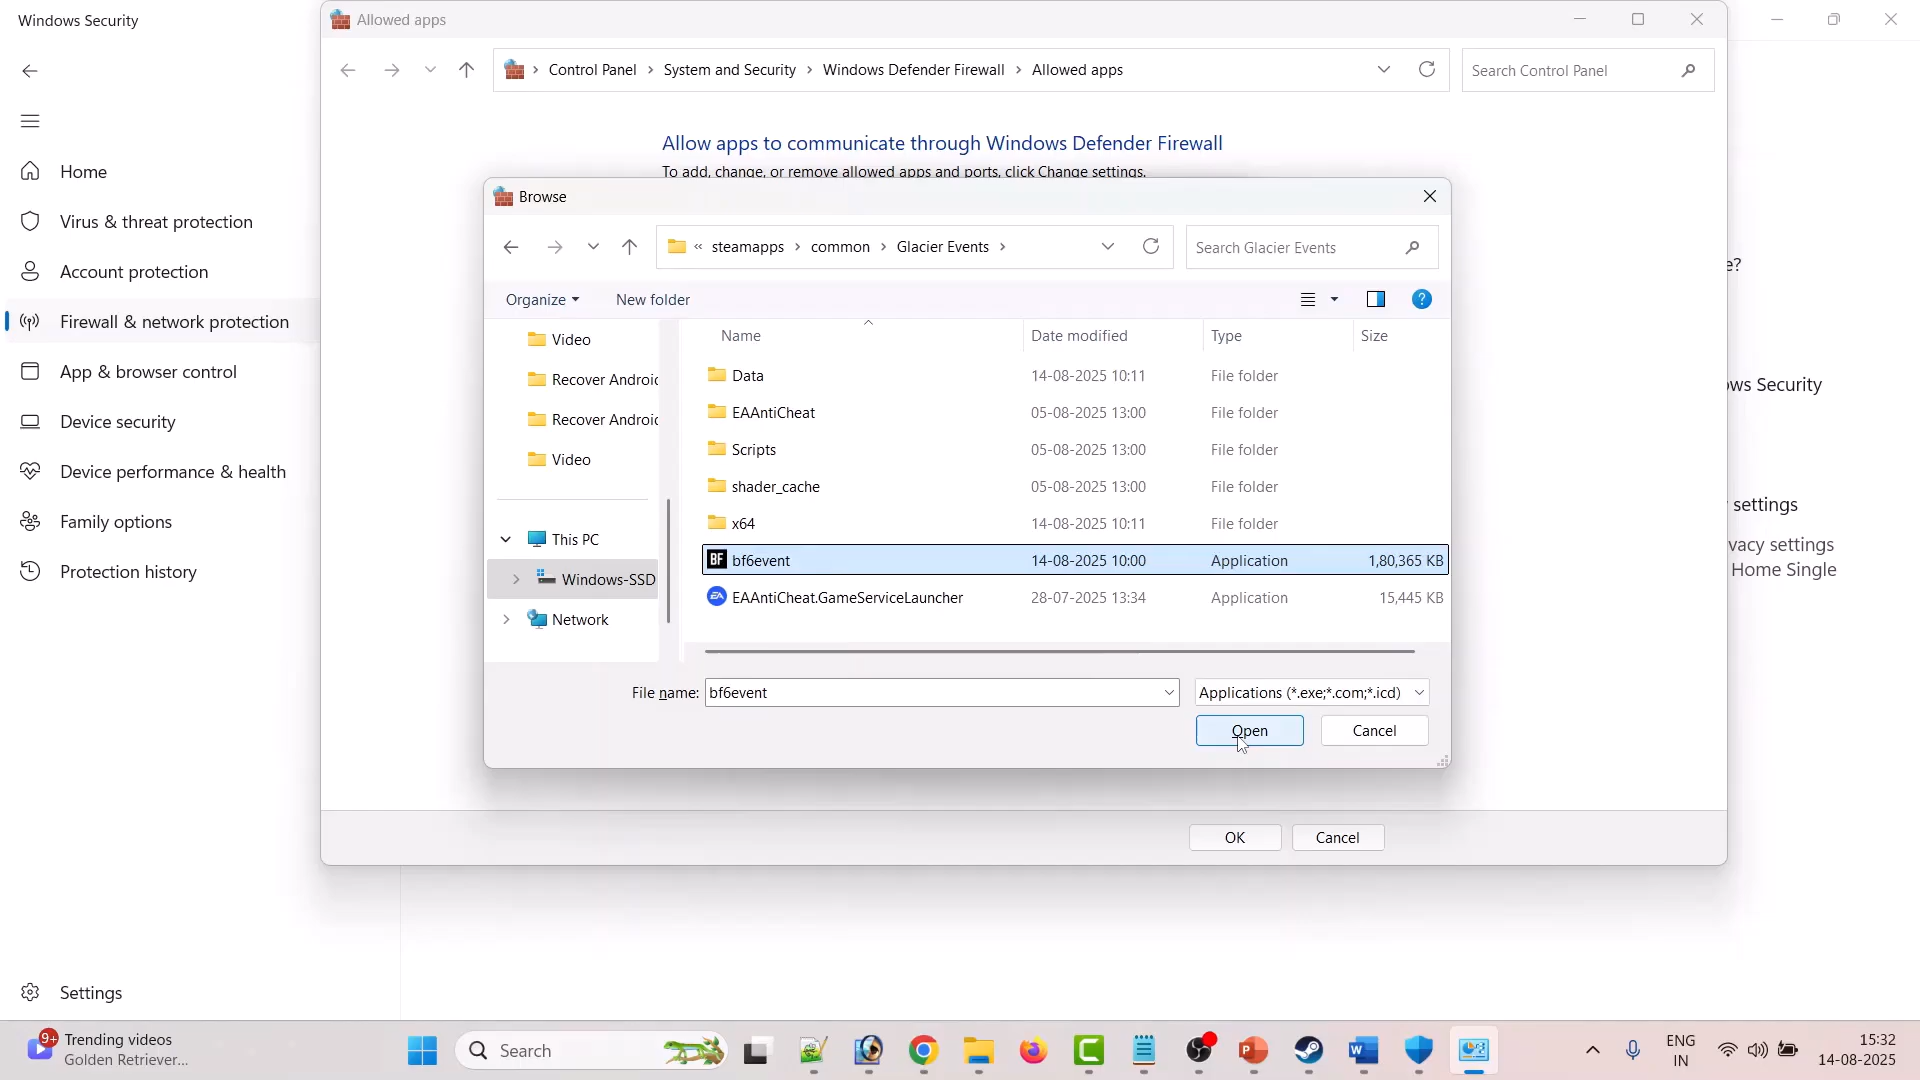 Windows Security
Home
Virus & threat protection
Account protection
Firewall & network protection
App & browser control
Device security
Device performance & health
Family options
Protection history
Settings
Allowed apps
Control Panel › System and Security › Windows Defender Firewall › Allowed apps
Search Control Panel
Allow apps to communicate through Windows Defender Firewall
To add, change, or remove allowed apps and ports, click Change settings.
Browse
« steamapps › common › Glacier Events ›
Search Glacier Events
Organize New folder
Video
Recover Android
Recover Android
Video
This PC
Windows-SSD
Network
Name Date modified Type Size
Data 14-08-2025 10:11 File folder
EAAntiCheat 05-08-2025 13:00 File folder
Scripts 05-08-2025 13:00 File folder
shader_cache 05-08-2025 13:00 File folder
x64 14-08-2025 10:11 File folder
BF bf6event 14-08-2025 10:00 Application 1,80,365 KB
EA EAAntiCheat.GameServiceLauncher 28-07-2025 13:34 Application 15,445 KB
File name: bf6event Applications (*.exe;*.com;*.icd)
Open Cancel
OK Cancel
e?
ows Security
settings
vacy settings
Home Single
9+ Trending videos
Golden Retriever...
Search
ENG
IN
15:32
14-08-2025